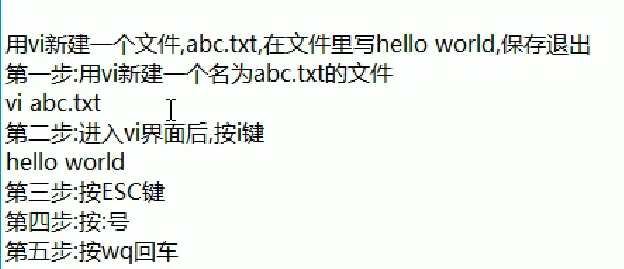 用vi新建一个文件,abc.txt,在文件里写hello world,保存退出
第一步:用vi新建一个名为abc.txt的文件
vi abc.txt
第二步:进入vi界面后,按i键
hello world
第三步:按ESC键
第四步:按:号
第五步:按wq回车